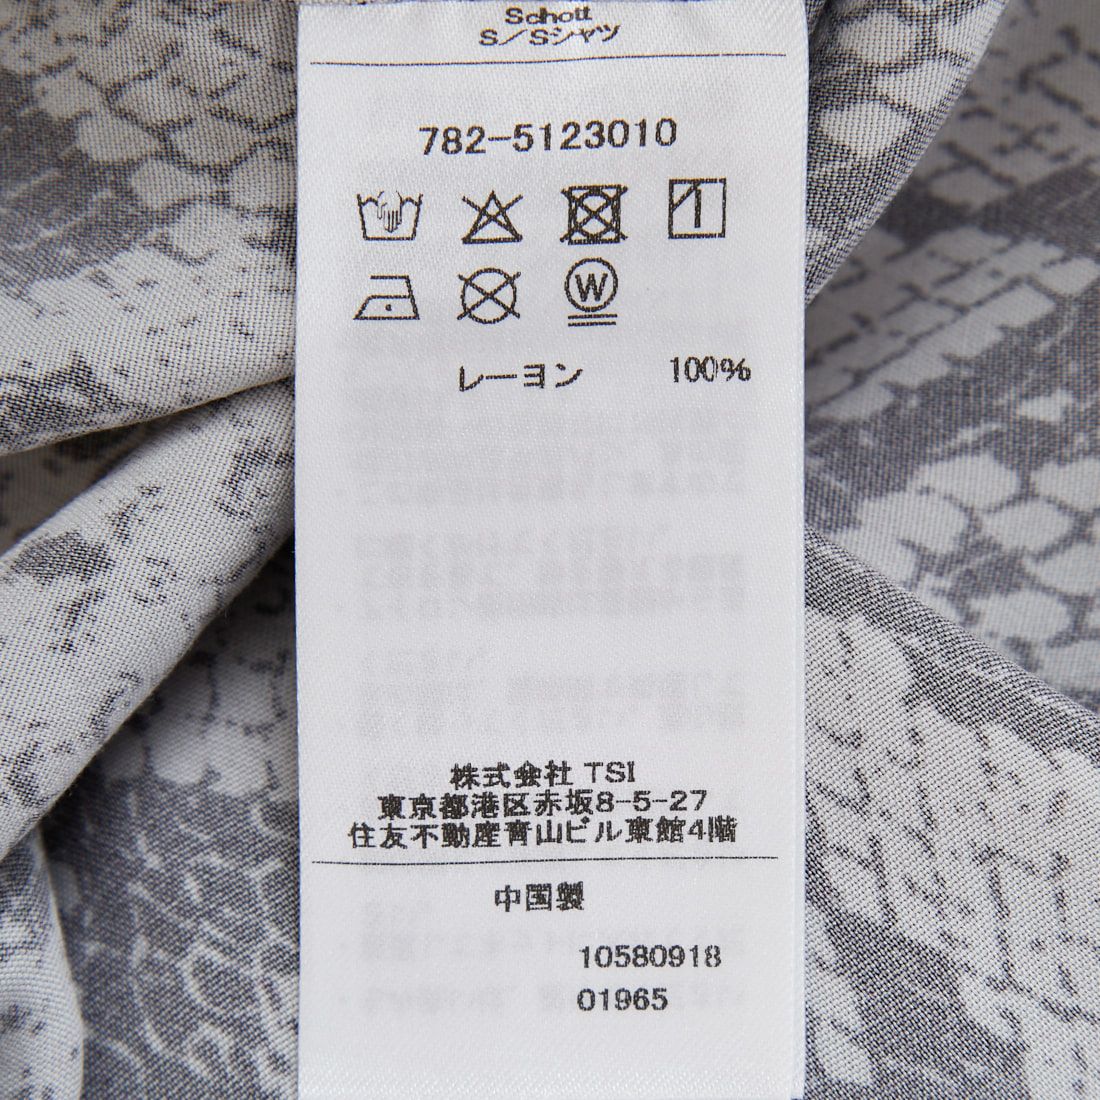 Schott
S／Sシャツ
782-5123010
W
レーヨン 100%
株式会社 TSI
東京都港区赤坂8-5-27
住友不動産青山ビル東館4階
中国製
10580918
01965